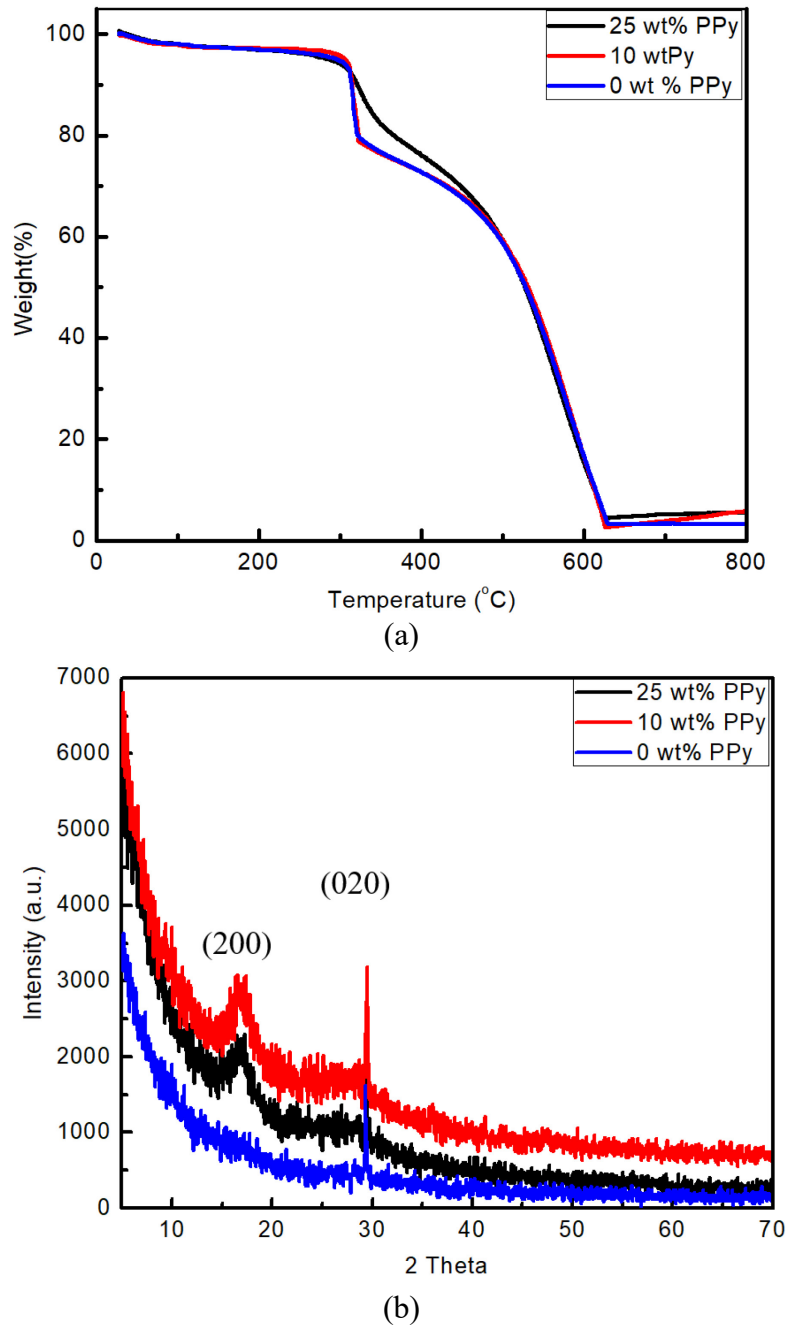 100
80
60
40
20
0
Weight(%)
25 wt% PPy
10 wtPy
0 wt % PPy
0 200 400 600 800
Temperature (°C)
(a)
7000
6000
5000
4000
3000
2000
1000
0
Intensity (a.u.)
25 wt% PPy
10 wt% PPy
0 wt% PPy
(020)
(200)
10 20 30 40 50 60 70
2 Theta
(b)